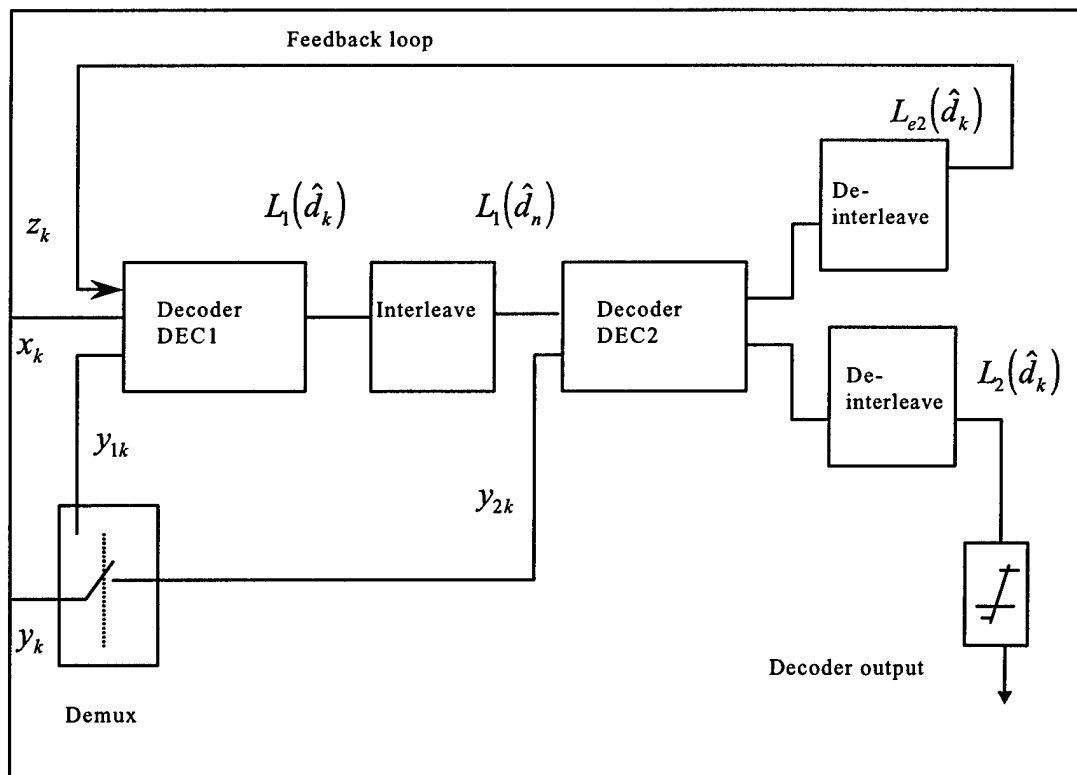 Feedback loop
L_{e2}(\hat{d}_k)
De-
interleave
L_1(\hat{d}_k)
L_1(\hat{d}_n)
z_k
Decoder
DEC1
Interleave
Decoder
DEC2
x_k
De-
interleave
L_2(\hat{d}_k)
y_{1k}
y_{2k}
y_k
Decoder output
Demux